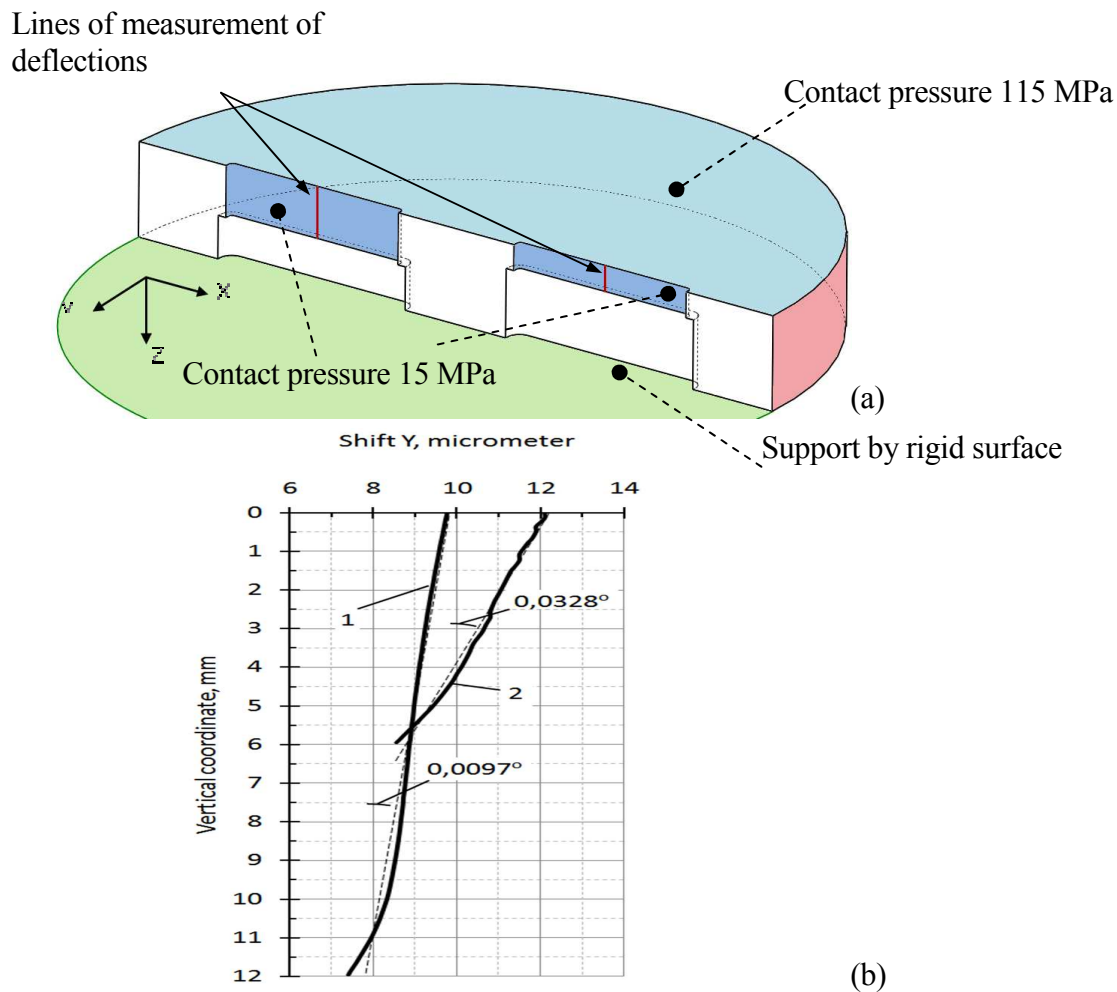 Lines of measurement of
deflections
Contact pressure 115 MPa
X
Y
Z
Contact pressure 15 MPa
(a)
Support by rigid surface
Shift Y, micrometer
6 8 10 12 14
0
1
2
3
4
5
6
7
8
9
10
11
12
Vertical coordinate, mm
1
0,0328°
2
0,0097°
(b)